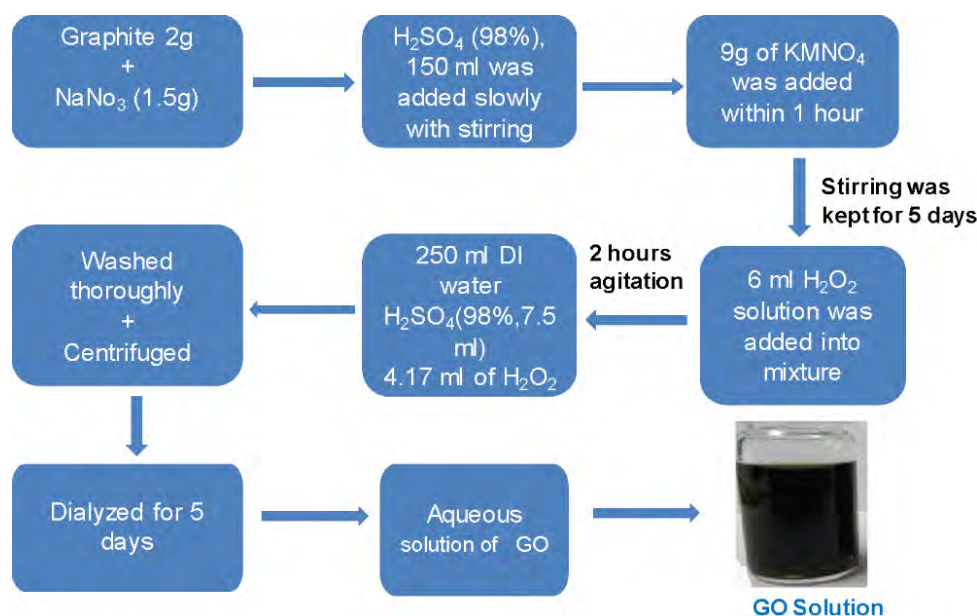 Graphite 2g
+
NaNo₃ (1.5g)
H₂SO₄ (98%),
150 ml was
added slowly
with stirring
9g of KMNO₄
was added
within 1 hour
Stirring was
kept for 5 days
6 ml H₂O₂
solution was
added into
mixture
2 hours
agitation
250 ml DI
water
H₂SO₄(98%,7.5
ml)
4.17 ml of H₂O₂
Washed
thoroughly
+
Centrifuged
Dialyzed for 5
days
Aqueous
solution of GO
GO Solution